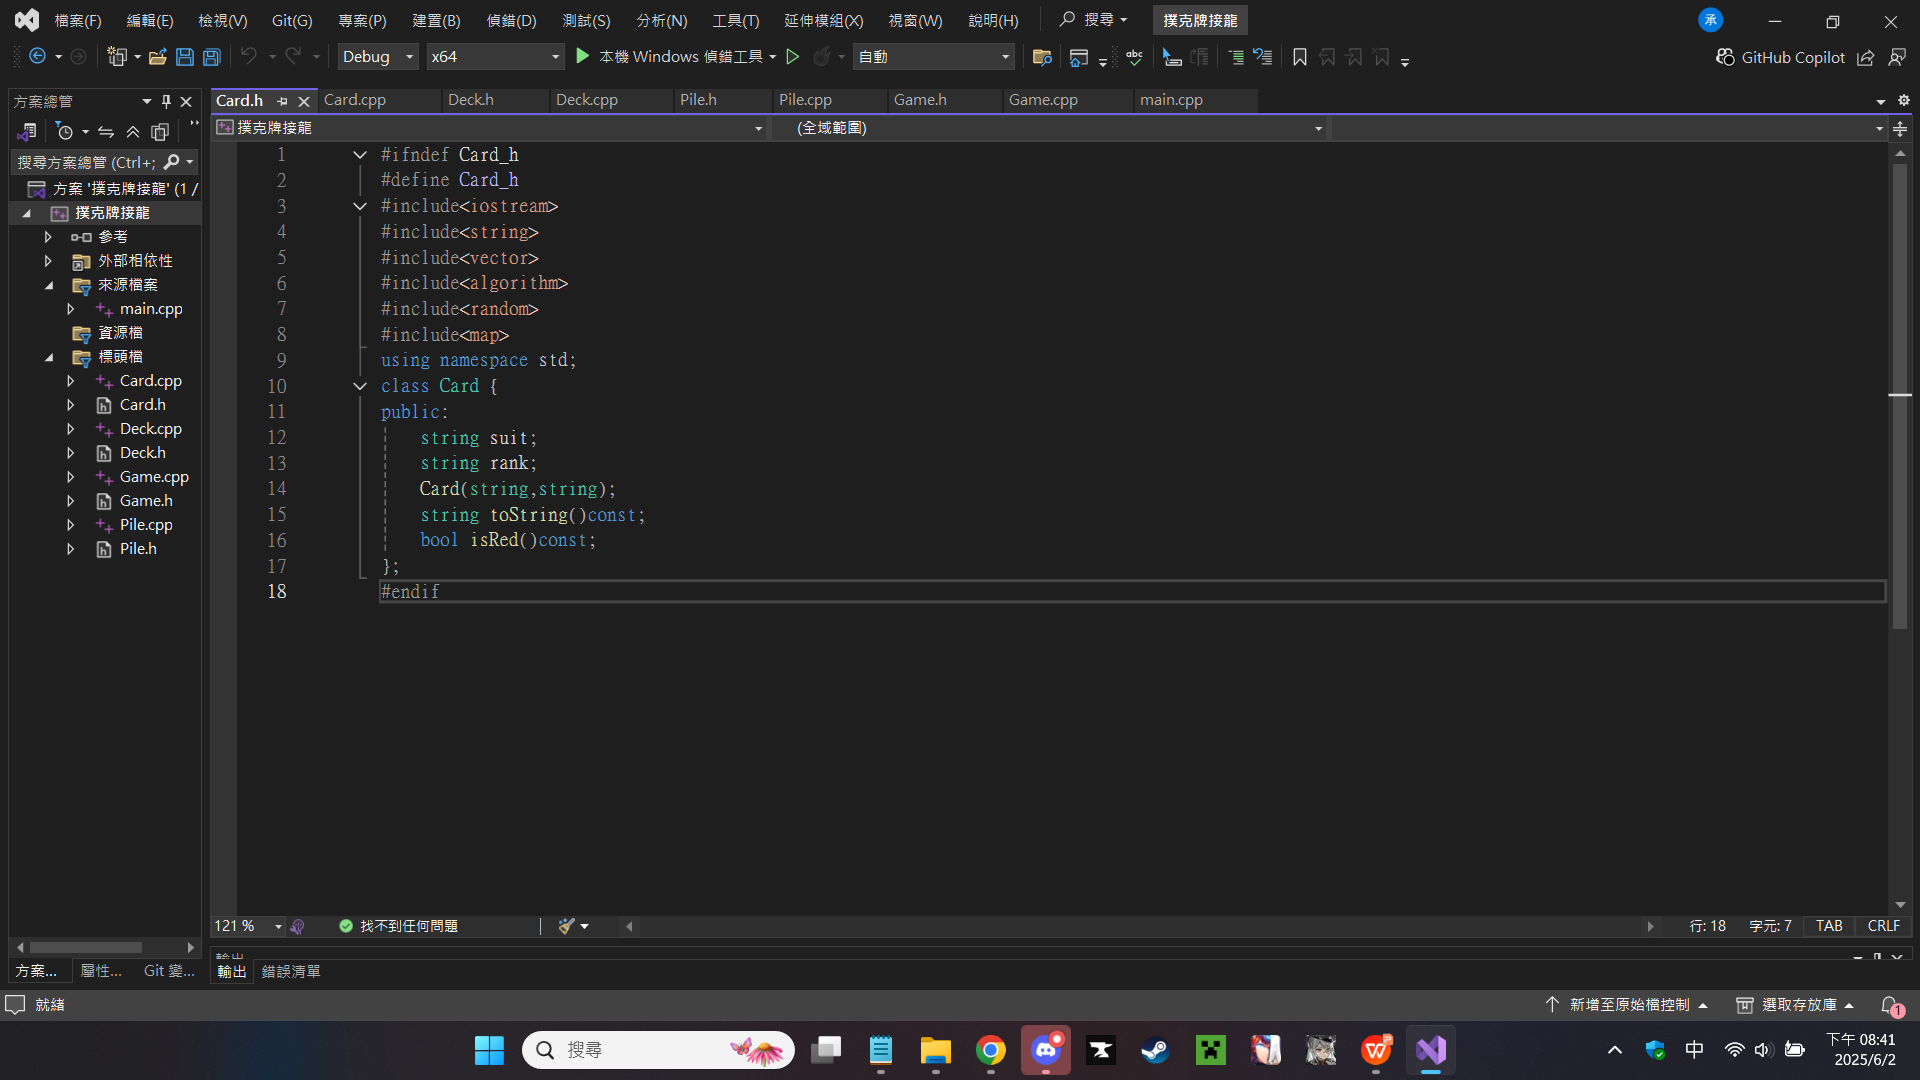 檔案(F) 編輯(E) 檢視(V) Git(G) 專案(P) 建置(B) 偵錯(D) 測試(S) 分析(N) 工具(T) 延伸模組(X) 視窗(W) 說明(H) 搜尋 撲克牌接龍 承
Debug x64 本機 Windows 偵錯工具 自動 abc GitHub Copilot
方案總管
Card.h Card.cpp Deck.h Deck.cpp Pile.h Pile.cpp Game.h Game.cpp main.cpp
撲克牌接龍 (全域範圍)
搜尋方案總管 (Ctrl+;
方案 '撲克牌接龍' (1 /
撲克牌接龍
參考
外部相依性
來源檔案
main.cpp
資源檔
標頭檔
Card.cpp
Card.h
Deck.cpp
Deck.h
Game.cpp
Game.h
Pile.cpp
Pile.h
1 #ifndef Card_h
2 #define Card_h
3 #include<iostream>
4 #include<string>
5 #include<vector>
6 #include<algorithm>
7 #include<random>
8 #include<map>
9 using namespace std;
10 class Card {
11 public:
12 string suit;
13 string rank;
14 Card(string,string);
15 string toString()const;
16 bool isRed()const;
17 };
18 #endif
121 % 找不到任何問題 行: 18 字元: 7 TAB CRLF
輸出
方案... 屬性... Git 變... 輸出 錯誤清單
就緒 新增至原始檔控制 選取存放庫 1
搜尋 中 下午 08:41
2025/6/2